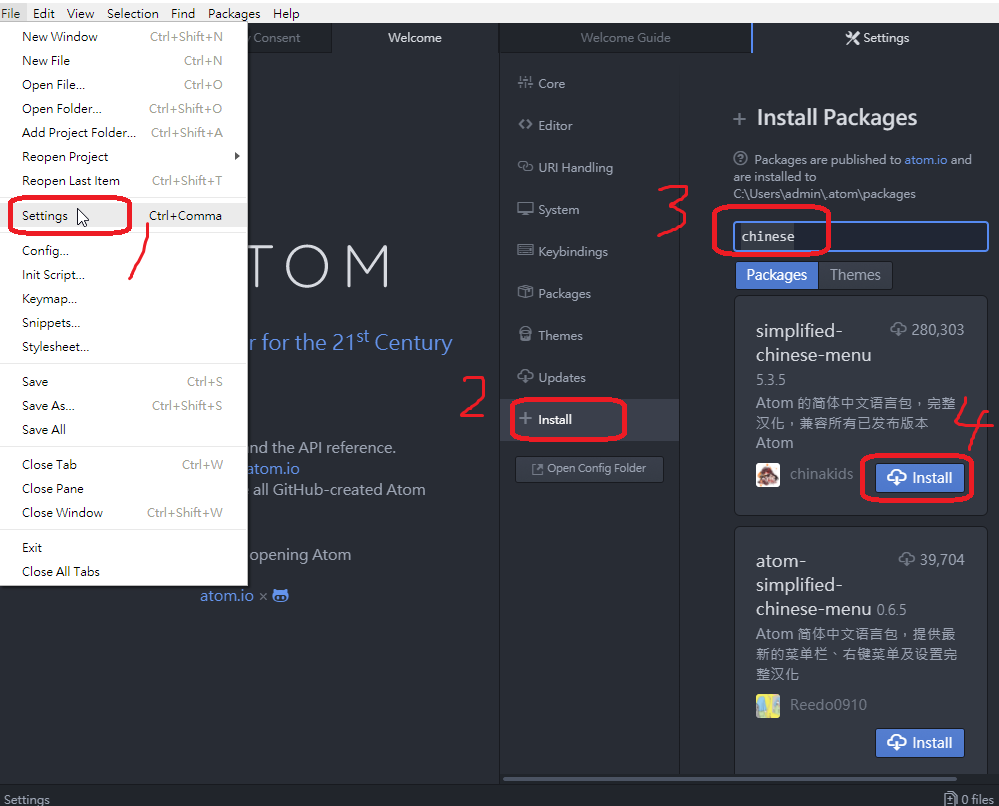 File Edit View Selection Find Packages Help
New Window Ctrl+Shift+N
New File Ctrl+N
Open File... Ctrl+O
Open Folder... Ctrl+Shift+O
Add Project Folder... Ctrl+Shift+A
Reopen Project
Reopen Last Item Ctrl+Shift+T
Settings Ctrl+Comma
1
Config...
Init Script...
Keymap...
Snippets...
Stylesheet...
Save Ctrl+S
Save As... Ctrl+Shift+S
Save All
Close Tab Ctrl+W
Close Pane
Close Window Ctrl+Shift+W
Exit
Close All Tabs
Consent
Welcome
TOM
r for the 21st Century
nd the API reference.
atom.io
all GitHub-created Atom
opening Atom
atom.io ×
Welcome Guide
Settings
Core
Editor
URI Handling
System
Keybindings
Packages
Themes
Updates
2
+ Install
Open Config Folder
+ Install Packages
Packages are published to atom.io and
are installed to
C:\Users\admin\.atom\packages
3
chinese
Packages Themes
simplified-
chinese-menu
5.3.5
280,303
Atom 的简体中文语言包，完整
汉化，兼容所有已发布版本
Atom
4
chinakids
Install
atom-
simplified-
chinese-menu 0.6.5
39,704
Atom 简体中文语言包，提供最
新的菜单栏、右键菜单及设置完
整汉化
Reedo0910
Install
Settings
0 files